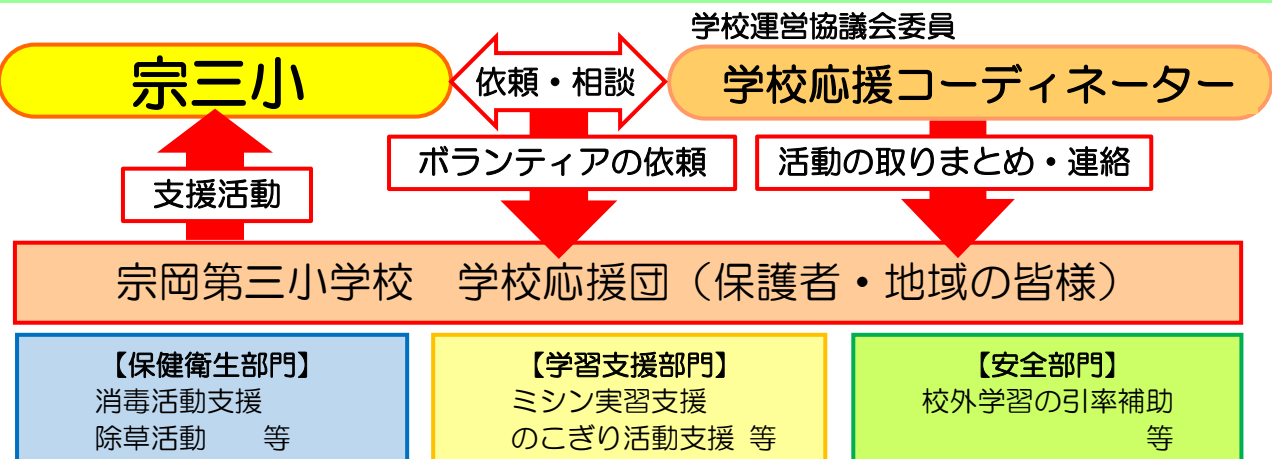 学校運営協議会委員
宗三小
依頼・相談
学校応援コーディネーター
ボランティアの依頼
活動の取りまとめ・連絡
支援活動
宗岡第三小学校　学校応援団（保護者・地域の皆様）
【保健衛生部門】
消毒活動支援
除草活動　　等
【学習支援部門】
ミシン実習支援
のこぎり活動支援 等
【安全部門】
校外学習の引率補助
等